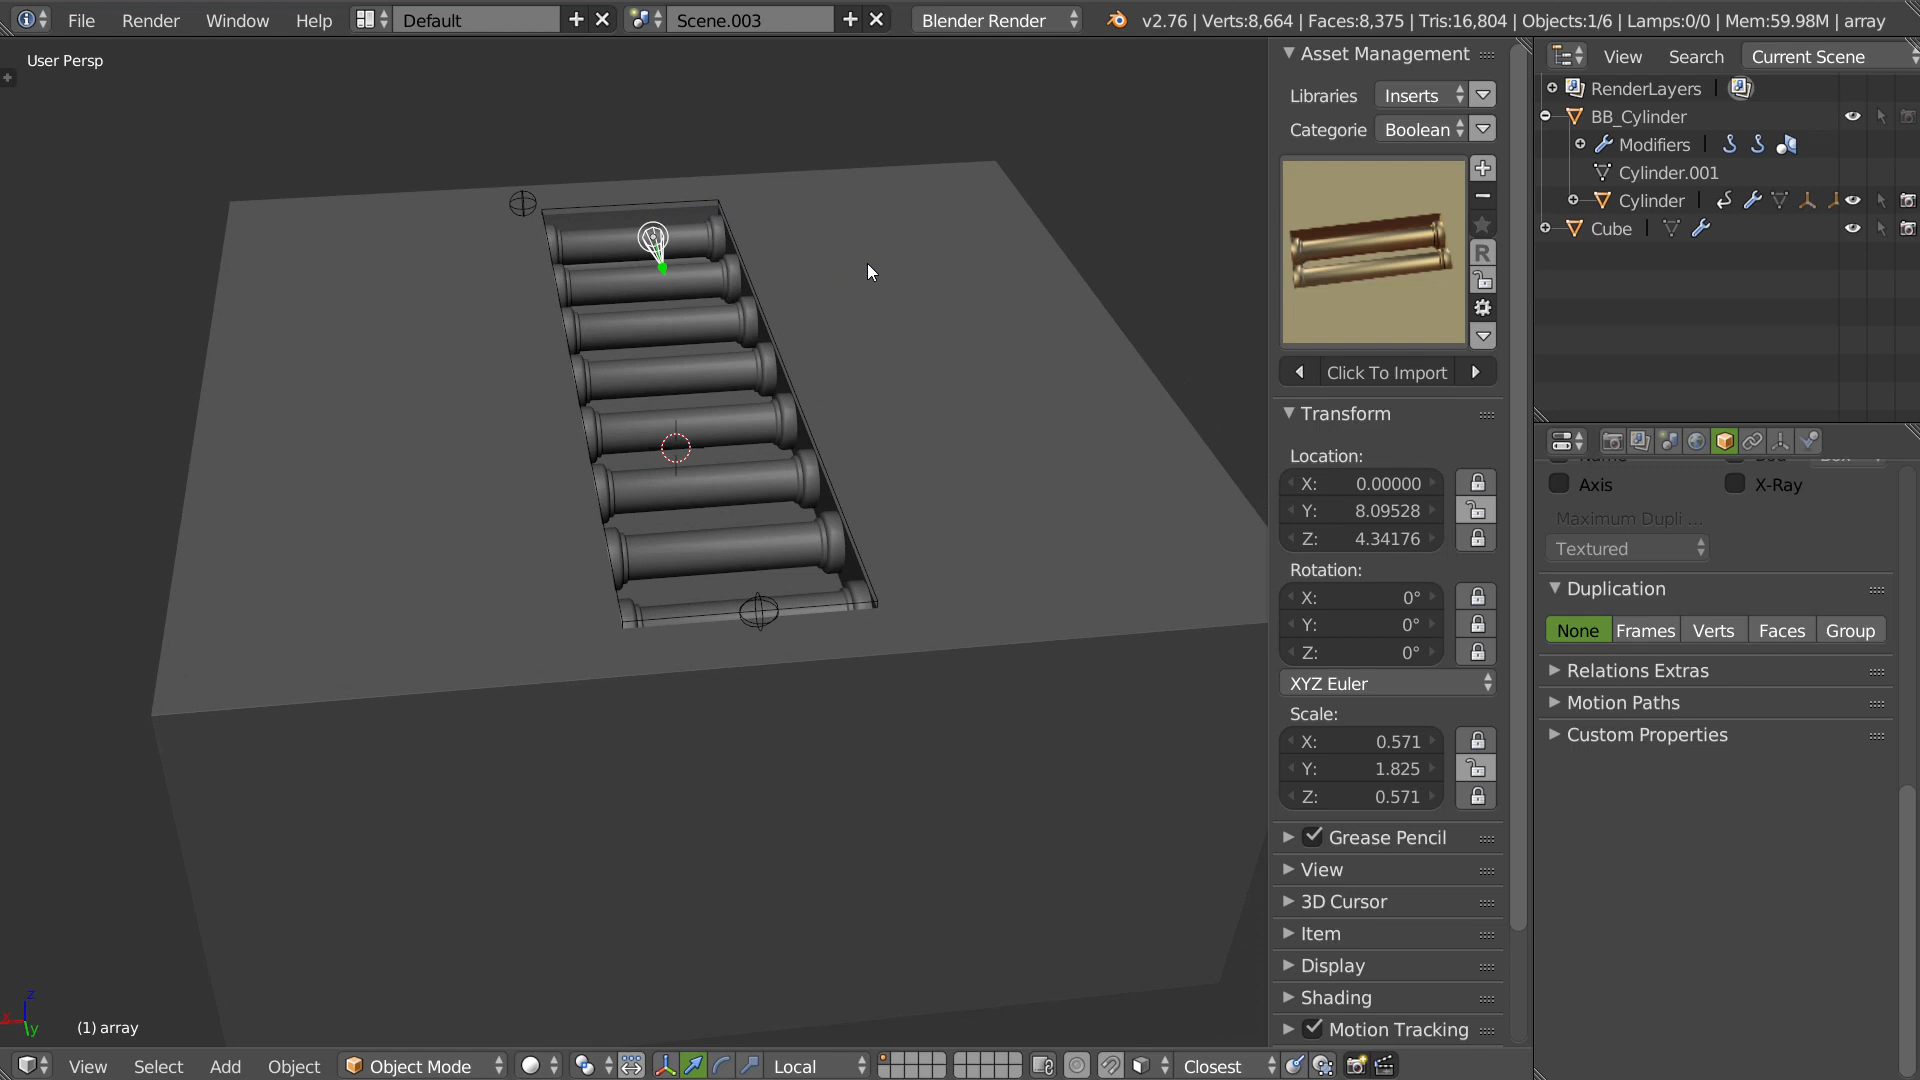 File Render Window Help Default Scene.003 Blender Render v2.76 | Verts:8,664 | Faces:8,375 | Tris:16,804 | Objects:1/6 | Lamps:0/0 | Mem:59.98M | array
User Persp
Asset Management
Libraries Inserts
Categorie Boolean
R
Click To Import
Transform
Location:
X: 0.00000
Y: 8.09528
Z: 4.34176
Rotation:
X: 0°
Y: 0°
Z: 0°
XYZ Euler
Scale:
X: 0.571
Y: 1.825
Z: 0.571
Grease Pencil
View
3D Cursor
Item
Display
Shading
Motion Tracking
View Search Current Scene
RenderLayers
BB_Cylinder
Modifiers
Cylinder.001
Cylinder
Cube
Axis X-Ray
Maximum Dupli ...
Textured
Duplication
None Frames Verts Faces Group
Relations Extras
Motion Paths
Custom Properties
z
x
y
(1) array
View Select Add Object Object Mode Local Closest